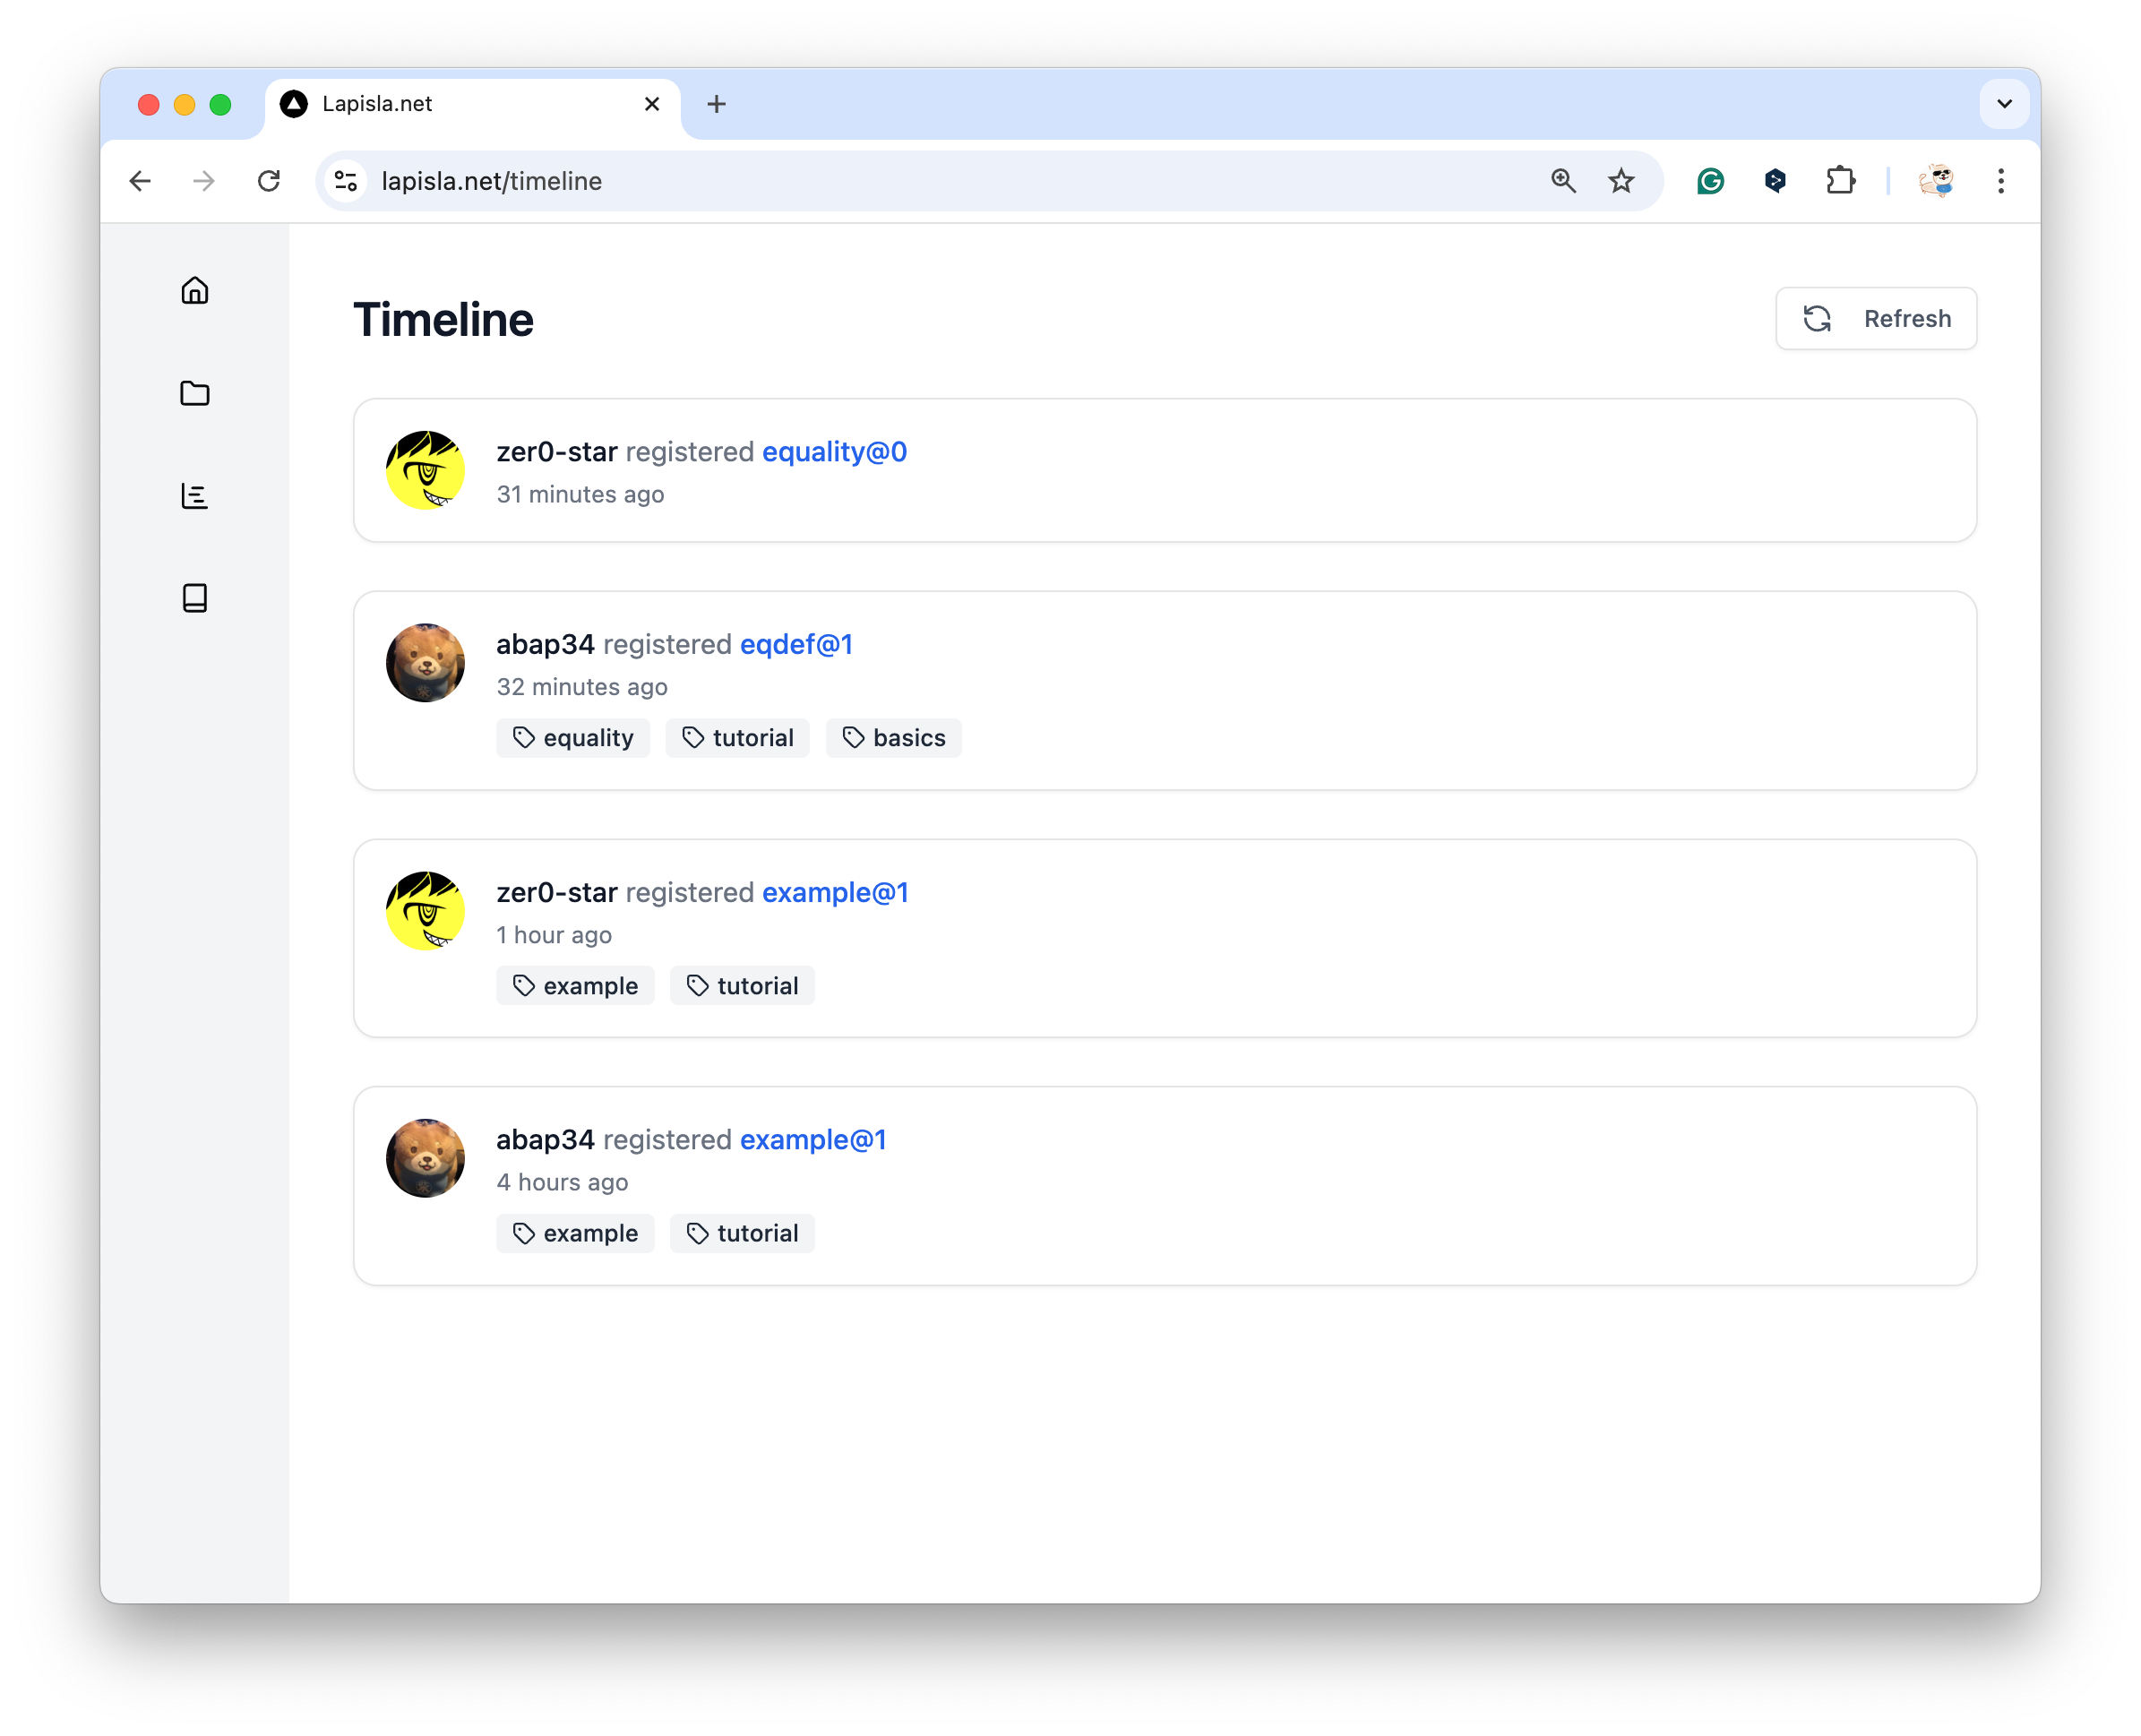 Lapisla.net
lapisla.net/timeline
Timeline
Refresh
zer0-star registered equality@0
31 minutes ago
abap34 registered eqdef@1
32 minutes ago
equality tutorial basics
zer0-star registered example@1
1 hour ago
example tutorial
abap34 registered example@1
4 hours ago
example tutorial